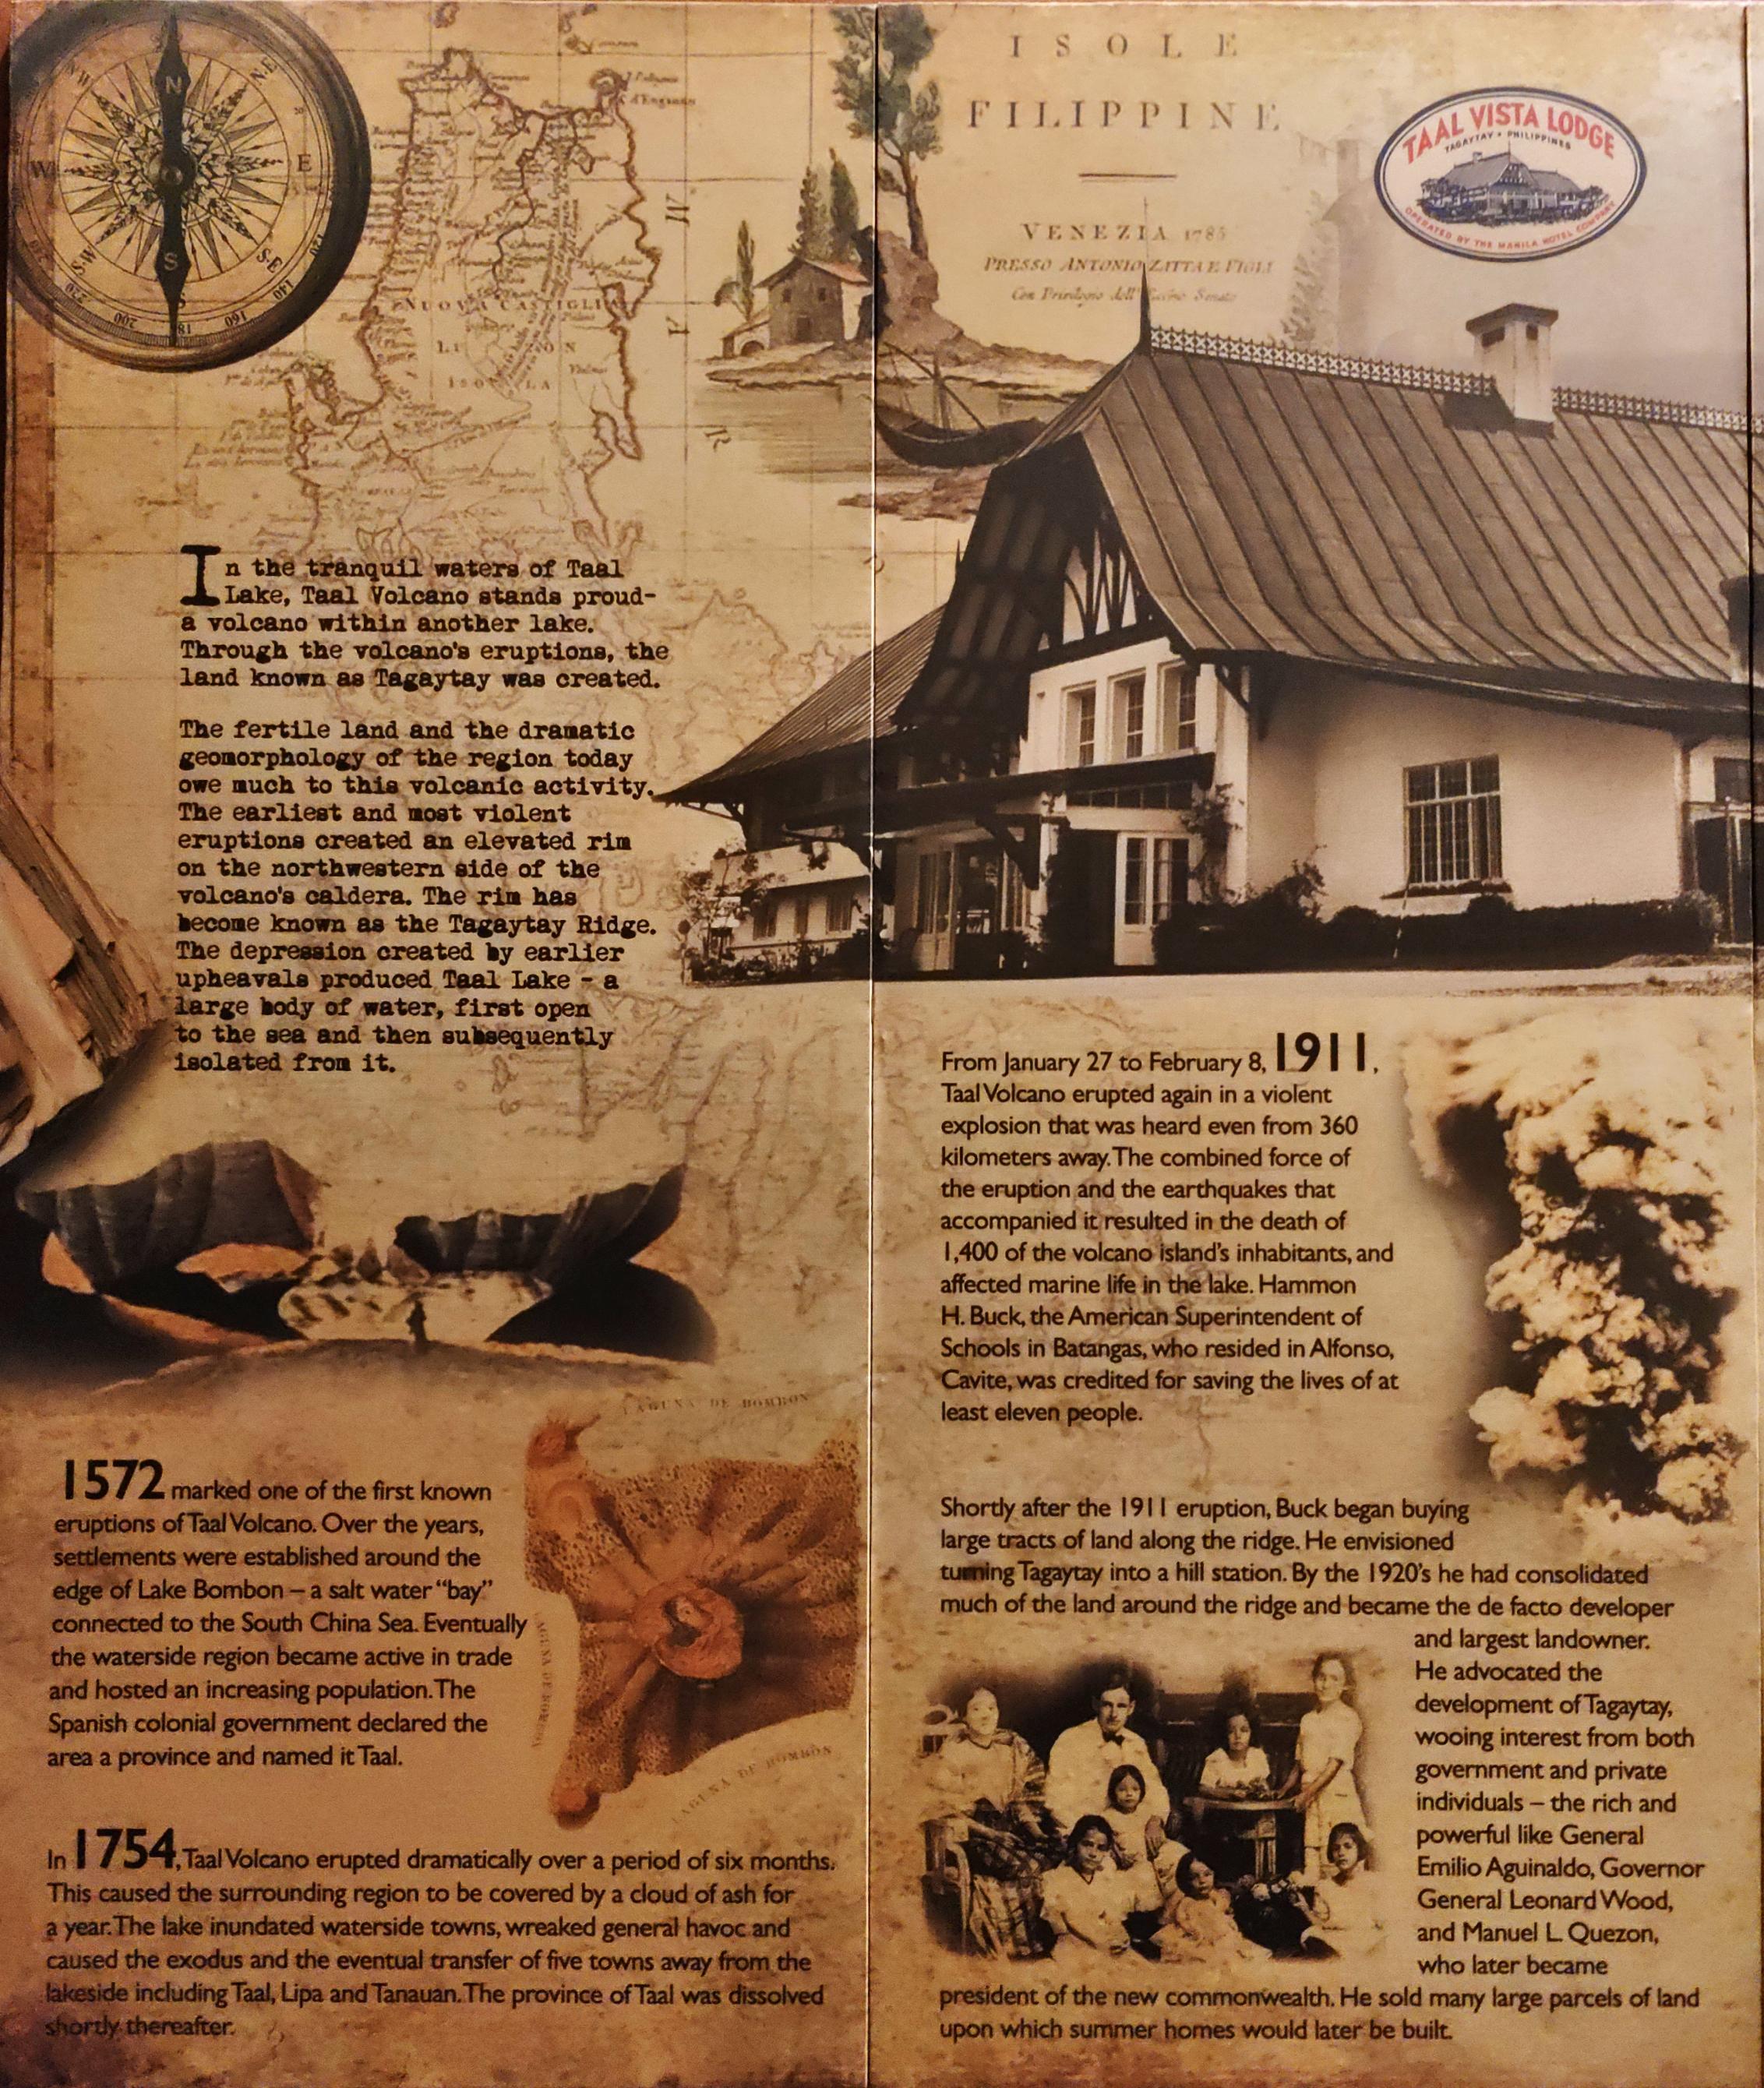 N
NE
E
SE
S
S
SW
W
NW
120
140
160
180
200
220
NUOVA CASTIGLIA
ISOLE
FILIPPINE
VENEZIA 1785
PRESSO ANTONIO ZATTA E FIGLI
TAAL VISTA LODGE
TAGAYTAY • PHILIPPINES
OPERATED BY THE MANILA HOTEL COMPANY
In the tranquil waters of Taal
Lake, Taal Volcano stands proud-
a volcano within another lake.
Through the volcano's eruptions, the
land known as Tagaytay was created.
The fertile land and the dramatic
geomorphology of the region today
owe much to this volcanic activity.
The earliest and most violent
eruptions created an elevated rim
on the northwestern side of the
volcano's caldera. The rim has
become known as the Tagaytay Ridge.
The depression created by earlier
upheavals produced Taal Lake - a
large body of water, first open
to the sea and then subsequently
isolated from it.
LAGUNA DE BOMBON
1572 marked one of the first known
eruptions of Taal Volcano. Over the years,
settlements were established around the
edge of Lake Bombon – a salt water "bay"
connected to the South China Sea. Eventually
the waterside region became active in trade
and hosted an increasing population. The
Spanish colonial government declared the
area a province and named it Taal.
LAGUNA DE BOMBON
LAGUNA DE BOMBON
In 1754, Taal Volcano erupted dramatically over a period of six months.
This caused the surrounding region to be covered by a cloud of ash for
a year. The lake inundated waterside towns, wreaked general havoc and
caused the exodus and the eventual transfer of five towns away from the
lakeside including Taal, Lipa and Tanauan. The province of Taal was dissolved
shortly thereafter.
From January 27 to February 8, 1911,
Taal Volcano erupted again in a violent
explosion that was heard even from 360
kilometers away. The combined force of
the eruption and the earthquakes that
accompanied it resulted in the death of
1,400 of the volcano island's inhabitants, and
affected marine life in the lake. Hammon
H. Buck, the American Superintendent of
Schools in Batangas, who resided in Alfonso,
Cavite, was credited for saving the lives of at
least eleven people.
Shortly after the 1911 eruption, Buck began buying
large tracts of land along the ridge. He envisioned
turning Tagaytay into a hill station. By the 1920's he had consolidated
much of the land around the ridge and became the de facto developer
and largest landowner.
He advocated the
development of Tagaytay,
wooing interest from both
government and private
individuals – the rich and
powerful like General
Emilio Aguinaldo, Governor
General Leonard Wood,
and Manuel L. Quezon,
who later became
president of the new commonwealth. He sold many large parcels of land
upon which summer homes would later be built.